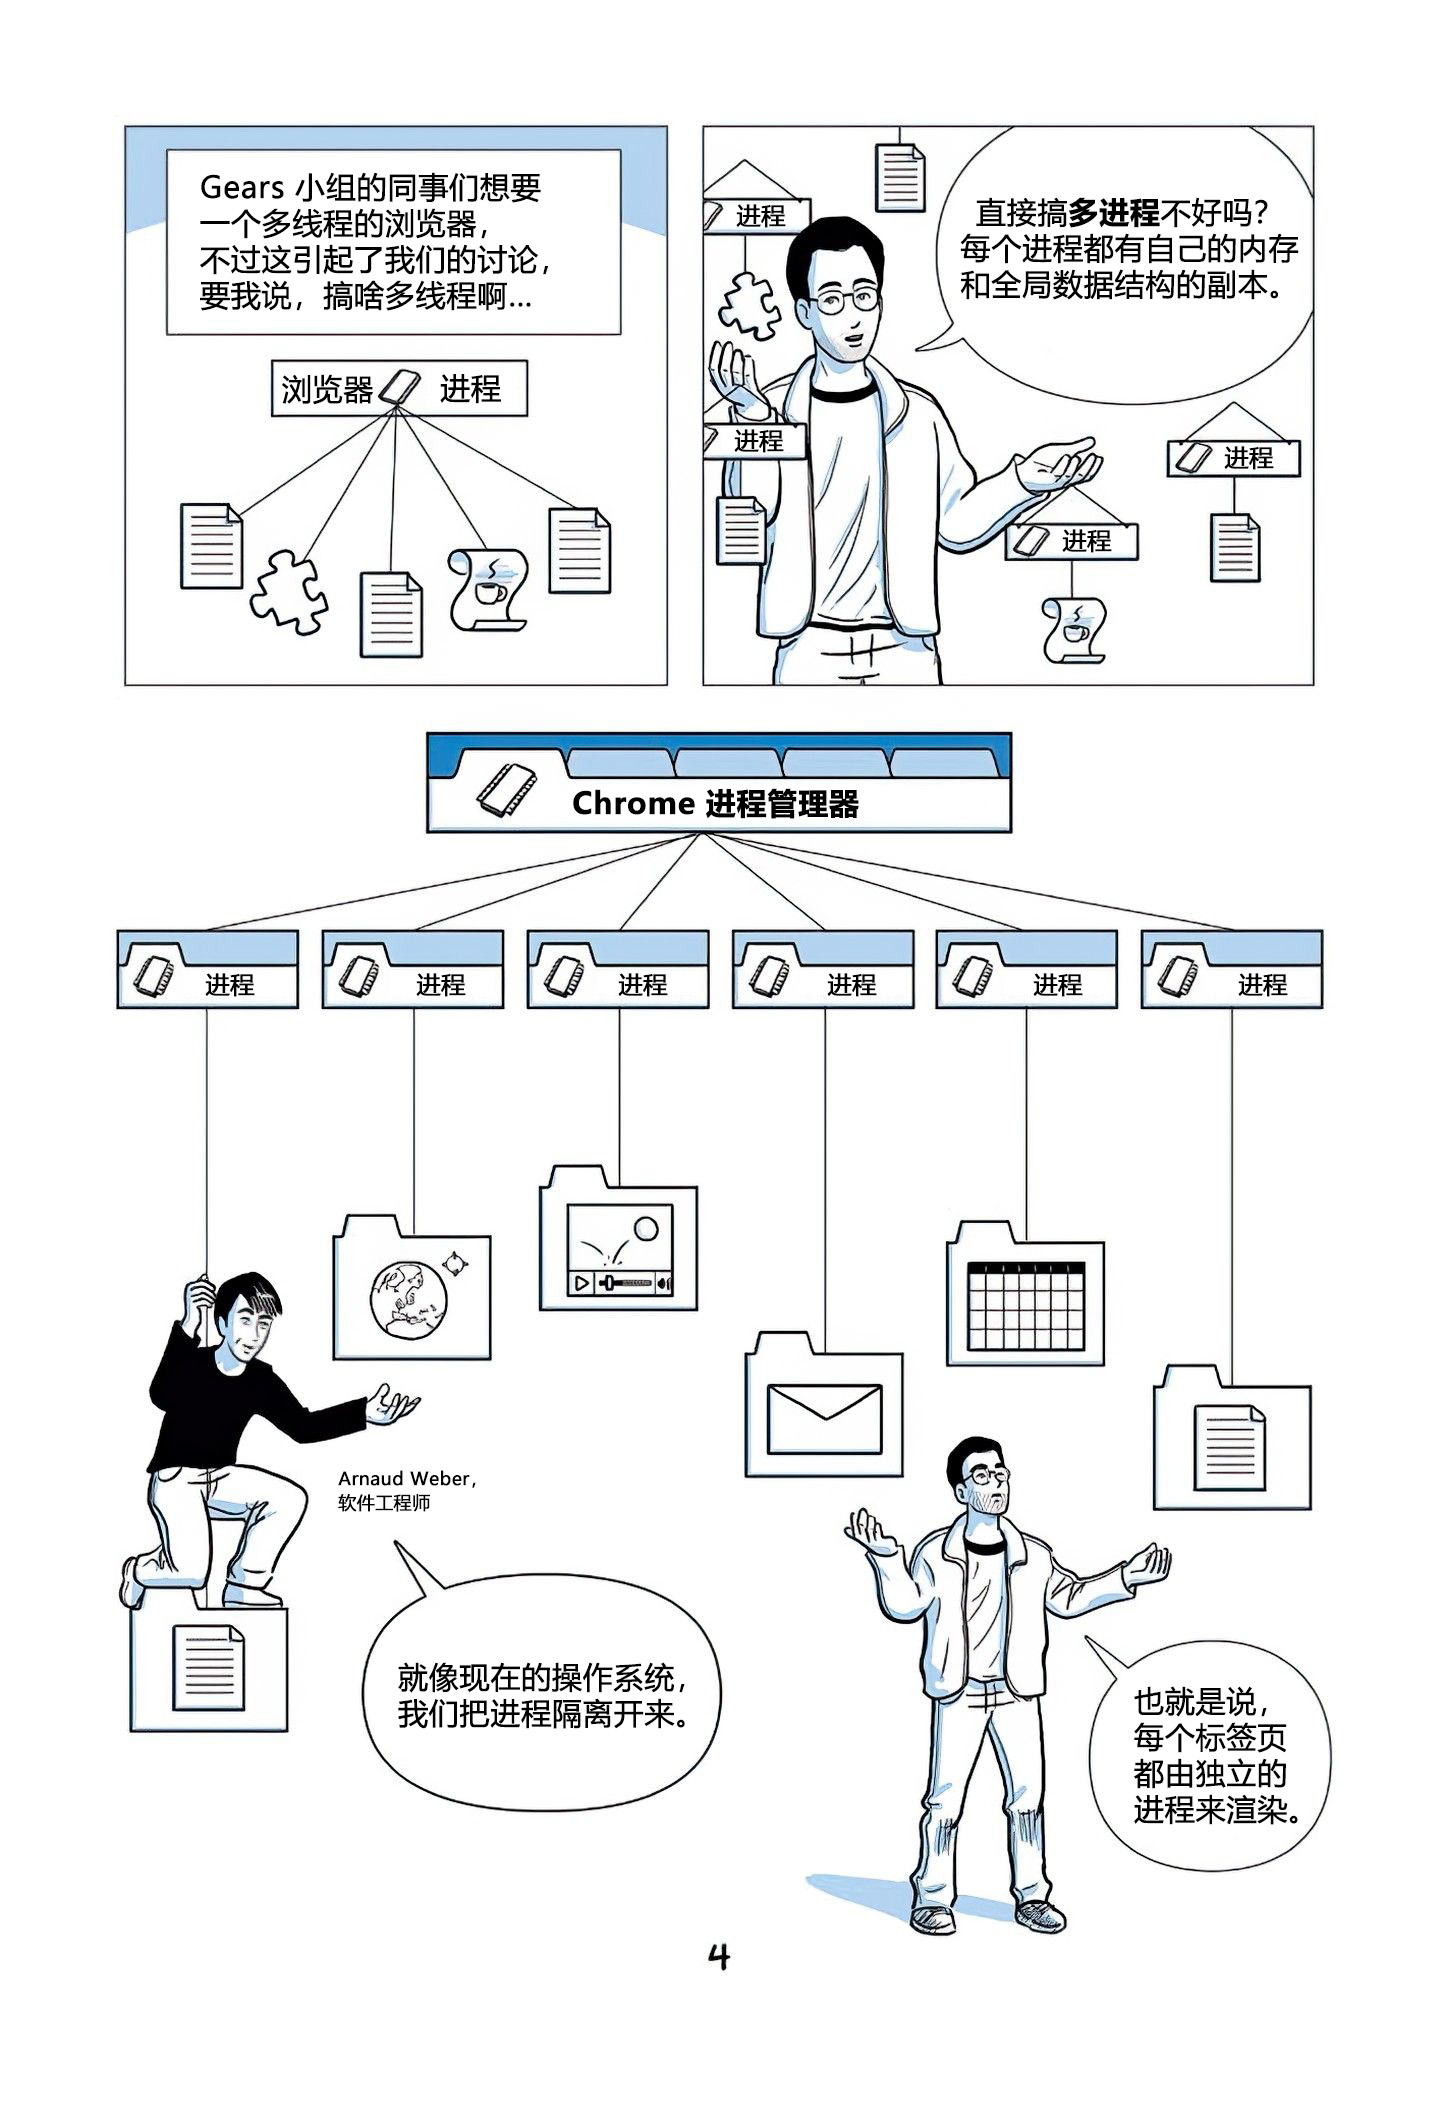 Gears 小组的同事们想要
一个多线程的浏览器，
不过这引起了我们的讨论，
要我说，搞啥多线程啊...
浏览器 进程
直接搞多进程不好吗？
每个进程都有自己的内存
和全局数据结构的副本。
进程
进程
进程
进程
Chrome 进程管理器
进程
进程
进程
进程
进程
进程
Arnaud Weber，
软件工程师
就像现在的操作系统，
我们把进程隔离开来。
也就是说，
每个标签页
都由独立的
进程来渲染。
4